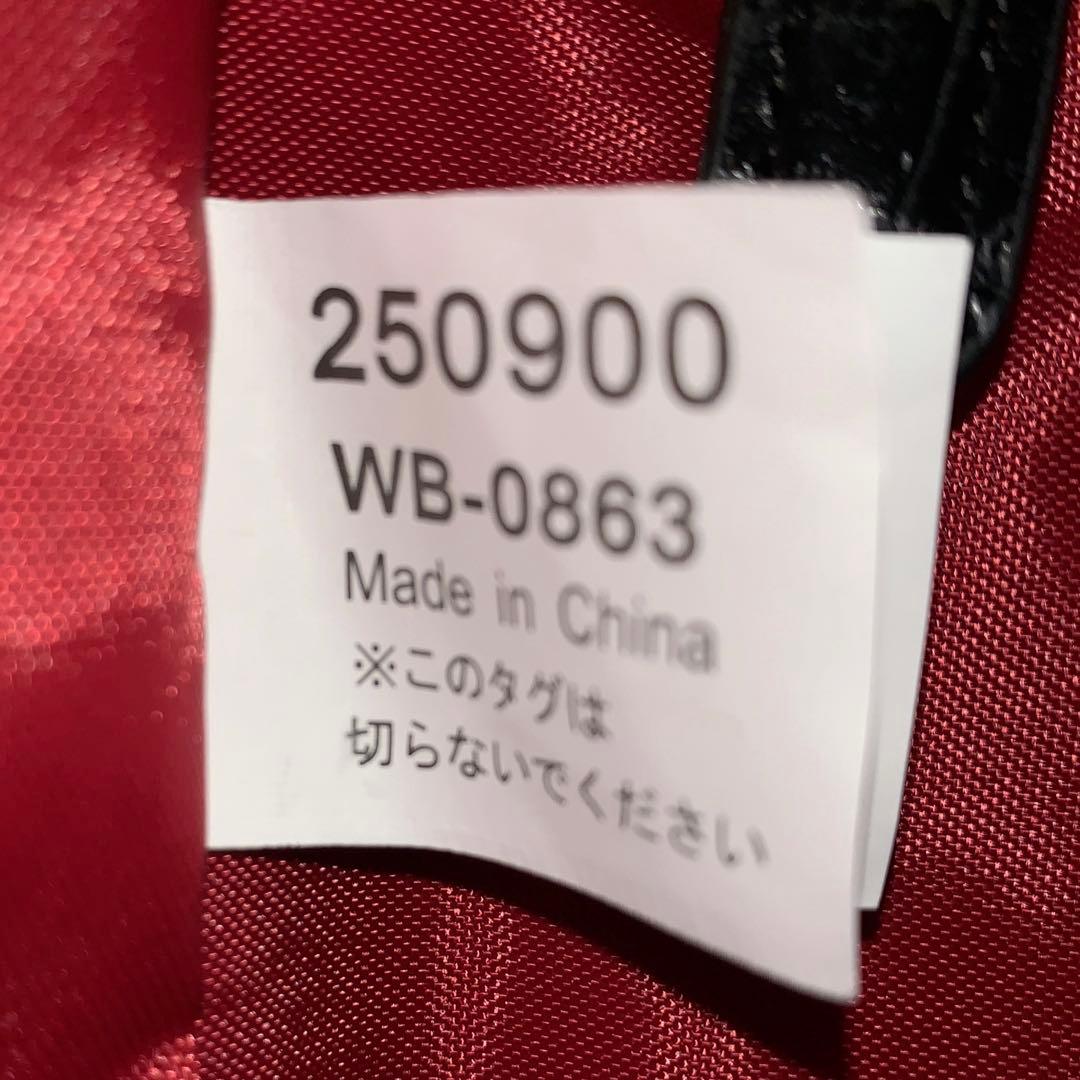 250900
WB-0863
Made in China
※このタグは
切らないでください